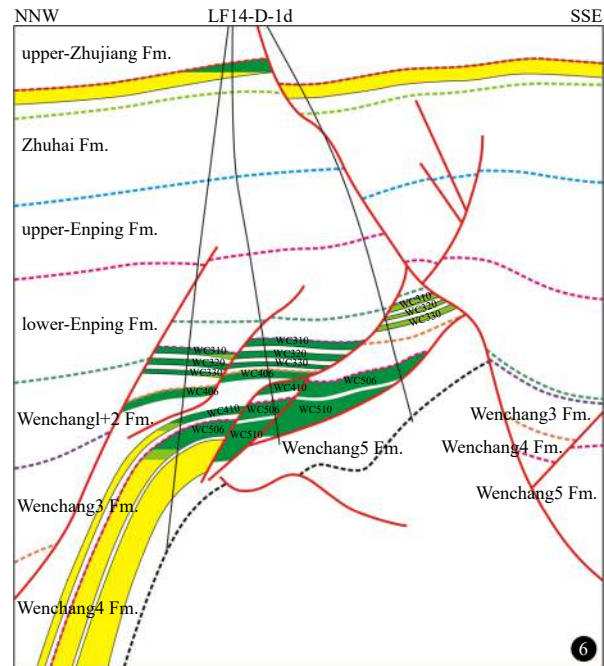 NNW LF14-D-1d SSE
upper-Zhujiang Fm.
Zhuhai Fm.
upper-Enping Fm.
lower-Enping Fm.
WC310
WC320
WC330
WC310 WC310
WC320 WC320
WC330 WC330
WC406 WC406
WC410 WC506
WC410 WC506 WC510
WC506 WC510
Wenchang1+2 Fm.
Wenchang5 Fm.
Wenchang3 Fm.
Wenchang4 Fm.
Wenchang5 Fm.
Wenchang3 Fm.
Wenchang4 Fm.
6